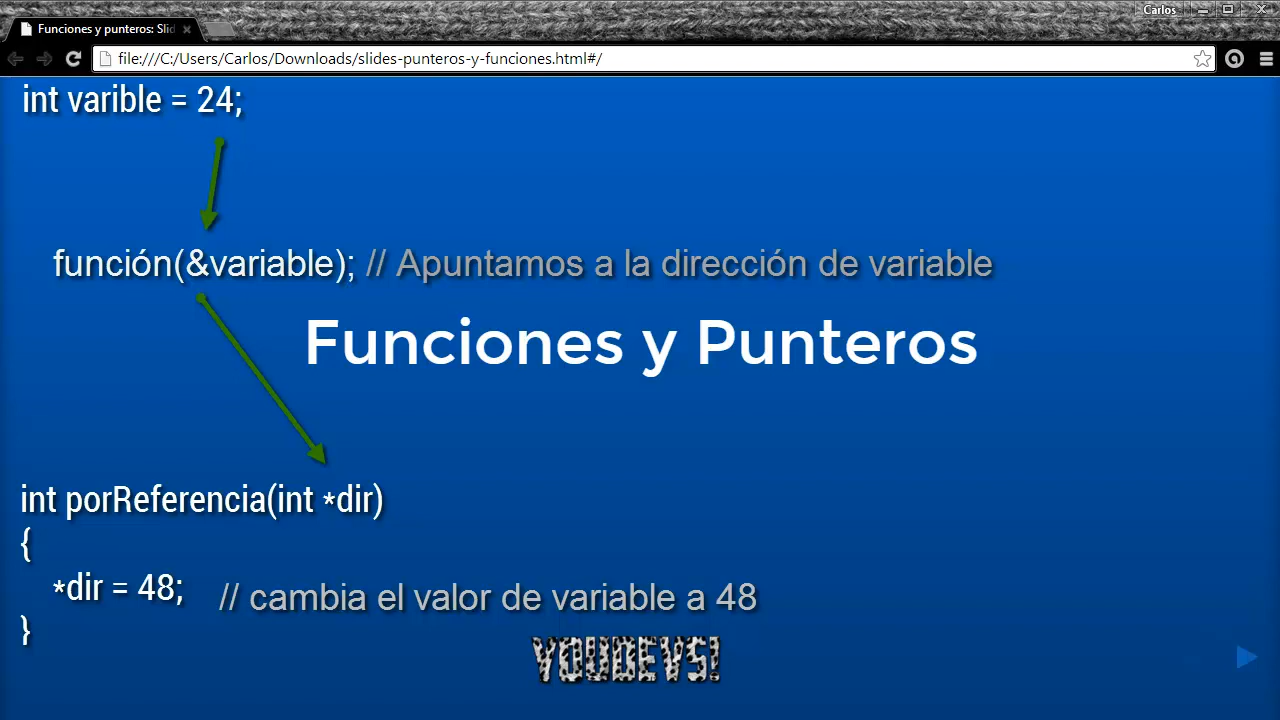 Carlos
Funciones y punteros: Slid
file:///C:/Users/Carlos/Downloads/slides-punteros-y-funciones.html#/
int varible = 24;
función(&variable); // Apuntamos a la dirección de variable
Funciones y Punteros
int porReferencia(int *dir)
{
*dir = 48; // cambia el valor de variable a 48
}
YOUDEVS!